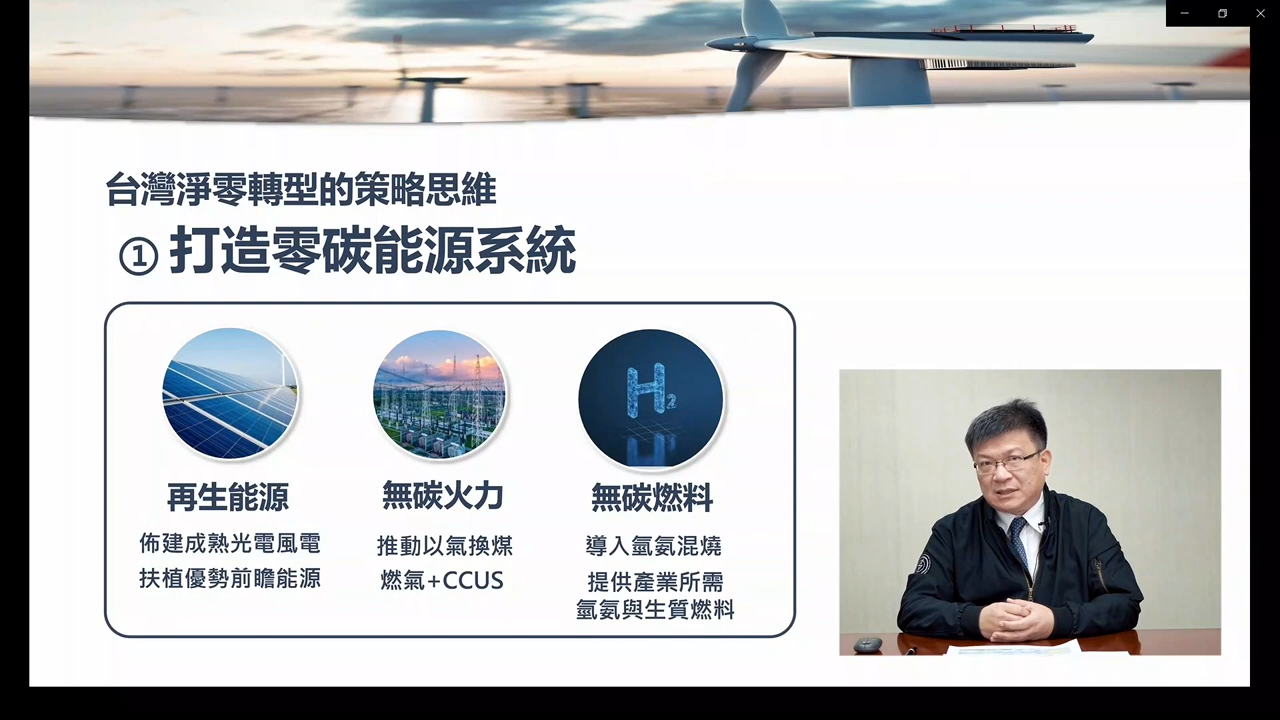 台灣淨零轉型的策略思維
① 打造零碳能源系統
H2
再生能源
佈建成熟光電風電
扶植優勢前瞻能源
無碳火力
推動以氣換煤
燃氣+CCUS
無碳燃料
導入氫氨混燒
提供產業所需
氫氨與生質燃料